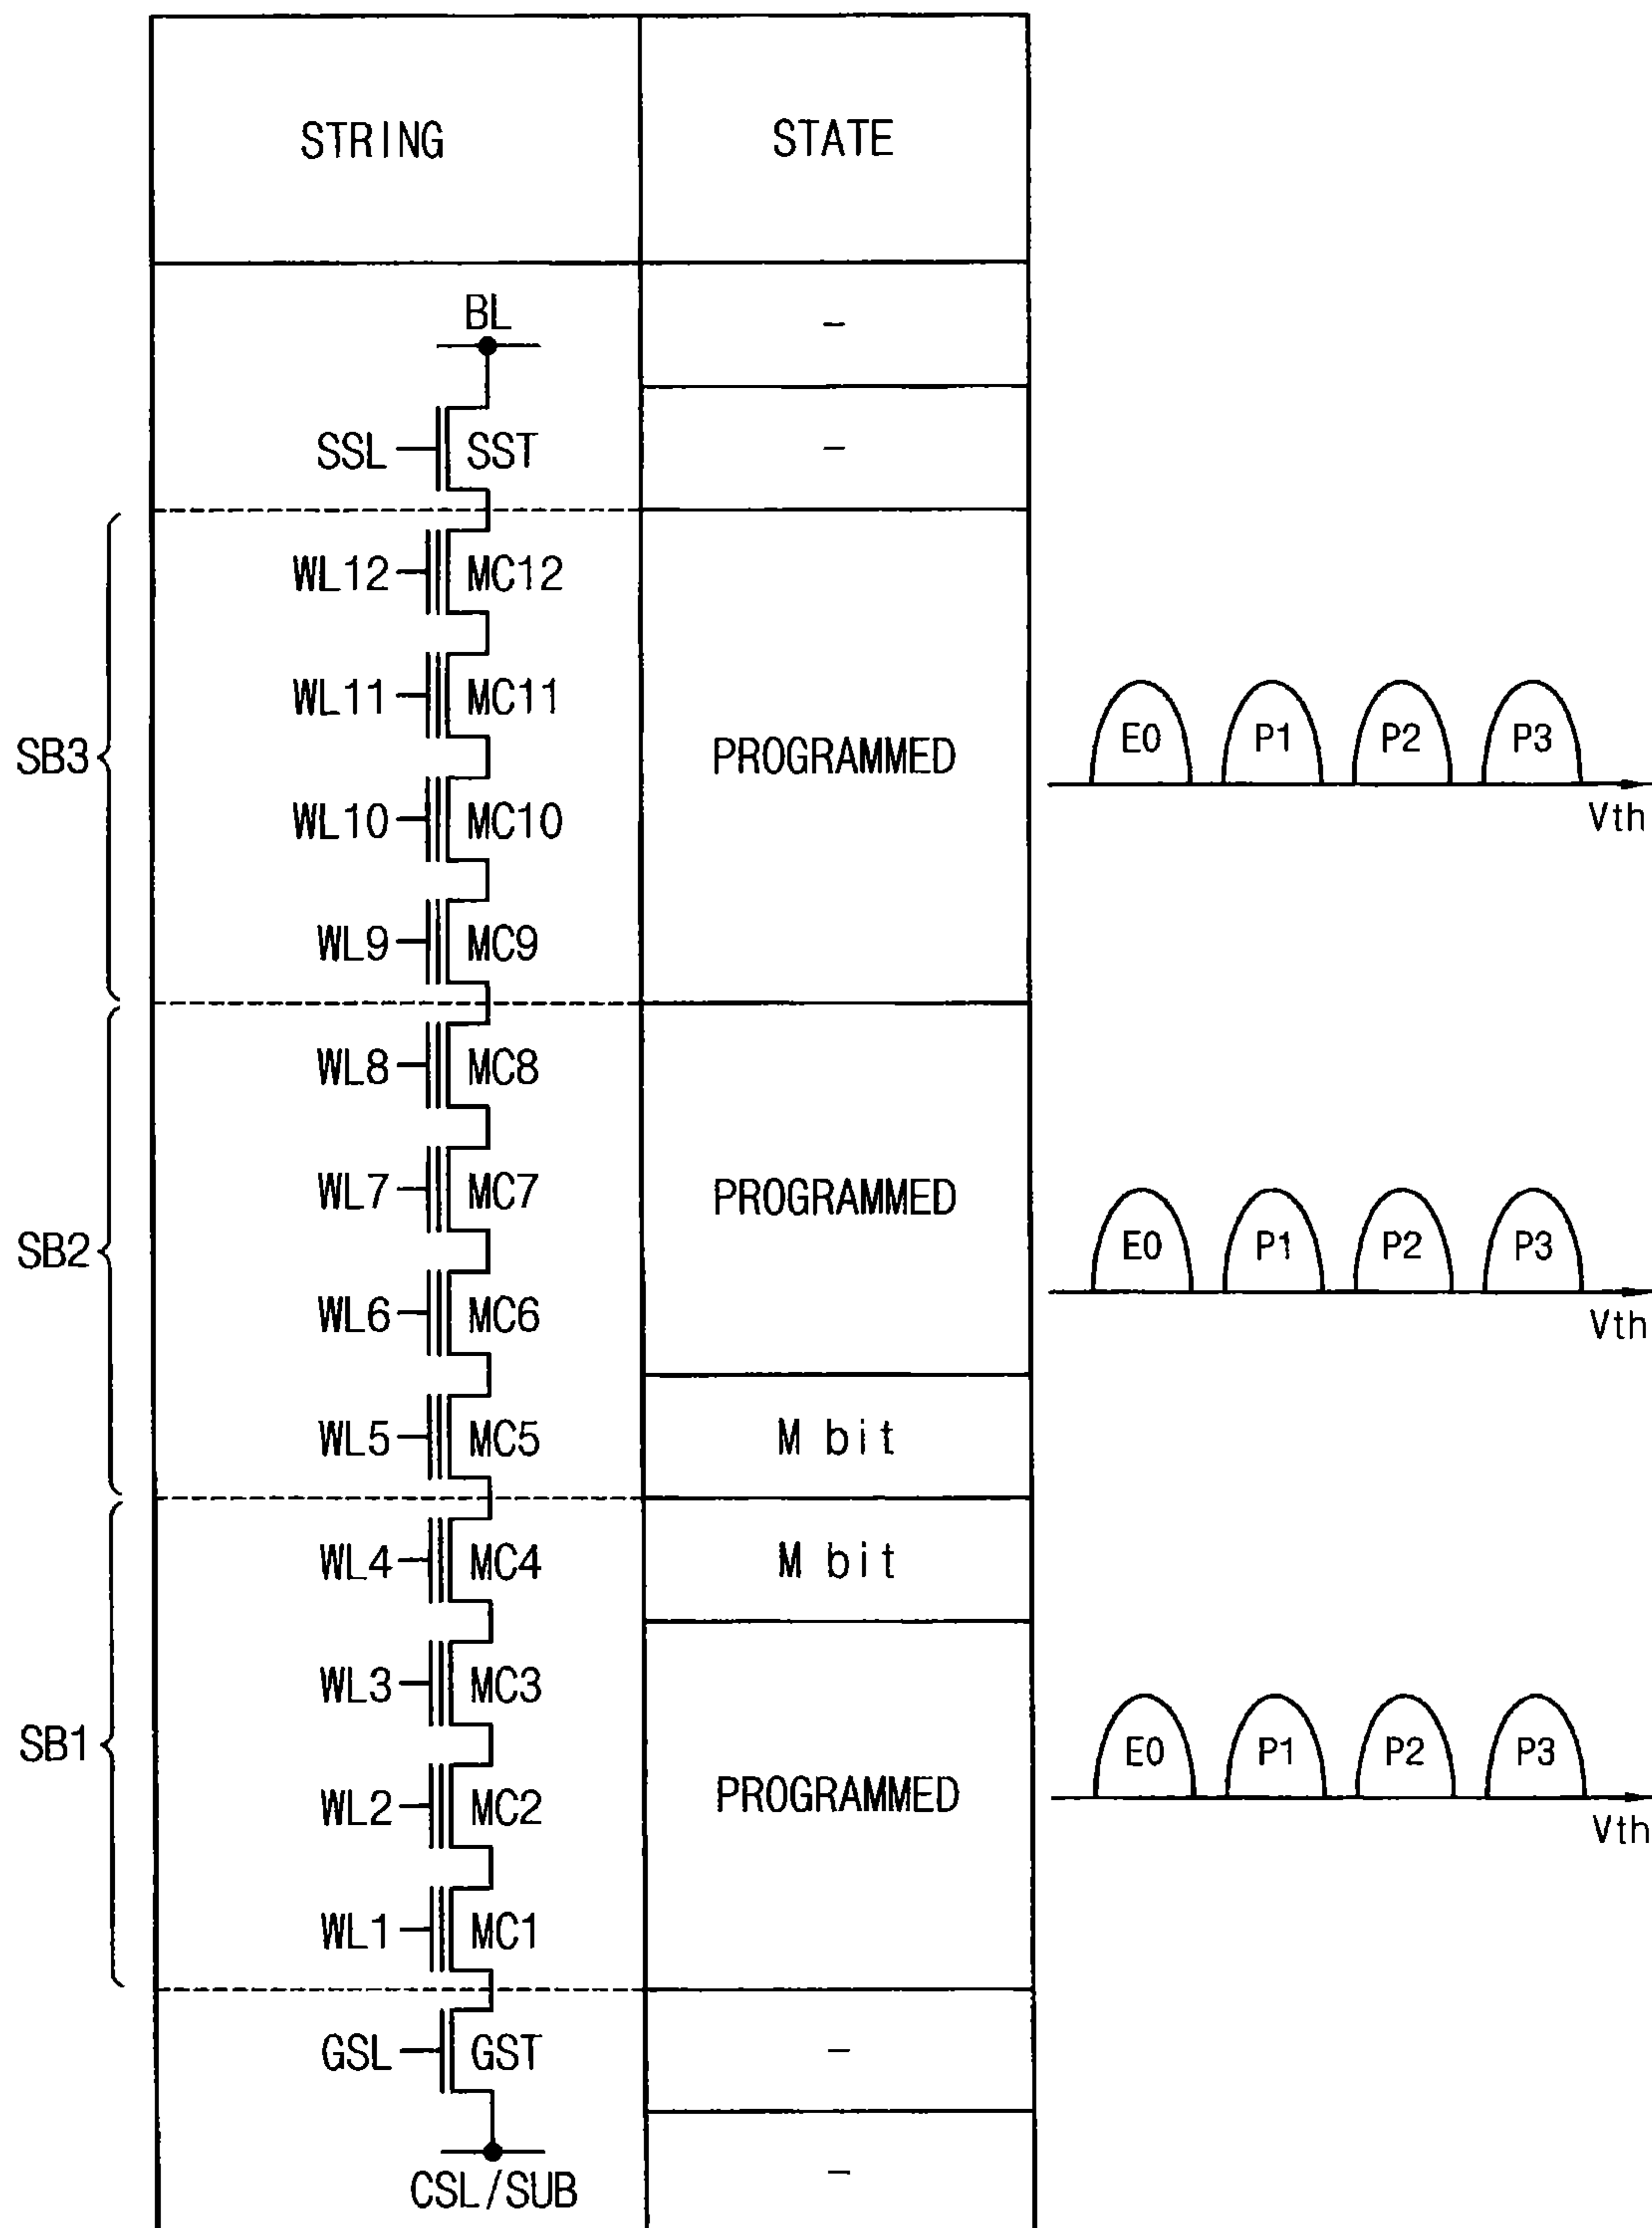 STRING STATE
BL -
SSL SST -
WL12 MC12
WL11 MC11
SB3 PROGRAMMED E0 P1 P2 P3
Vth
WL10 MC10
WL9 MC9
WL8 MC8
WL7 MC7 PROGRAMMED
SB2 E0 P1 P2 P3
Vth
WL6 MC6
WL5 MC5 M bit
WL4 MC4 M bit
WL3 MC3
SB1 E0 P1 P2 P3
Vth
WL2 MC2 PROGRAMMED
WL1 MC1
GSL GST -
CSL/SUB -